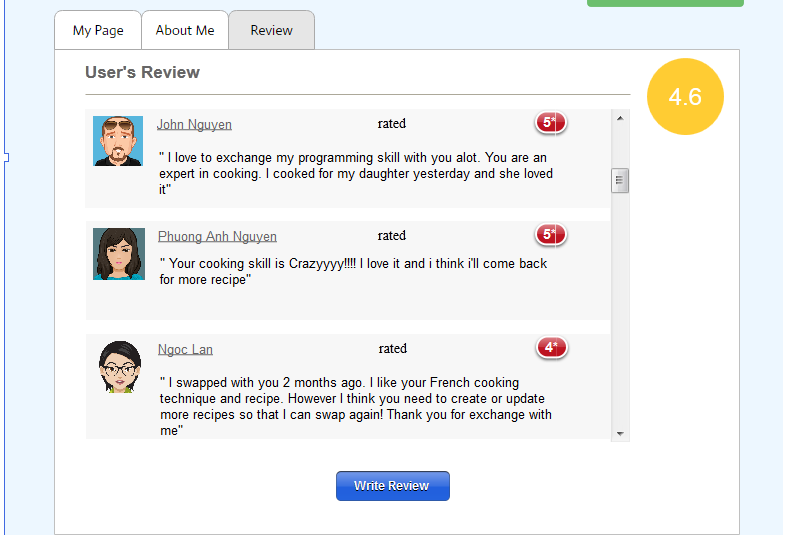 My Page About Me Review
User's Review
4.6
John Nguyen rated 5*
" I love to exchange my programming skill with you alot. You are an
expert in cooking. I cooked for my daughter yesterday and she loved
it"
Phuong Anh Nguyen rated 5*
" Your cooking skill is Crazyyyy!!!! I love it and i think i'll come back
for more recipe"
Ngoc Lan rated 4*
" I swapped with you 2 months ago. I like your French cooking
technique and recipe. However I think you need to create or update
more recipes so that I can swap again! Thank you for exchange with
me"
Write Review